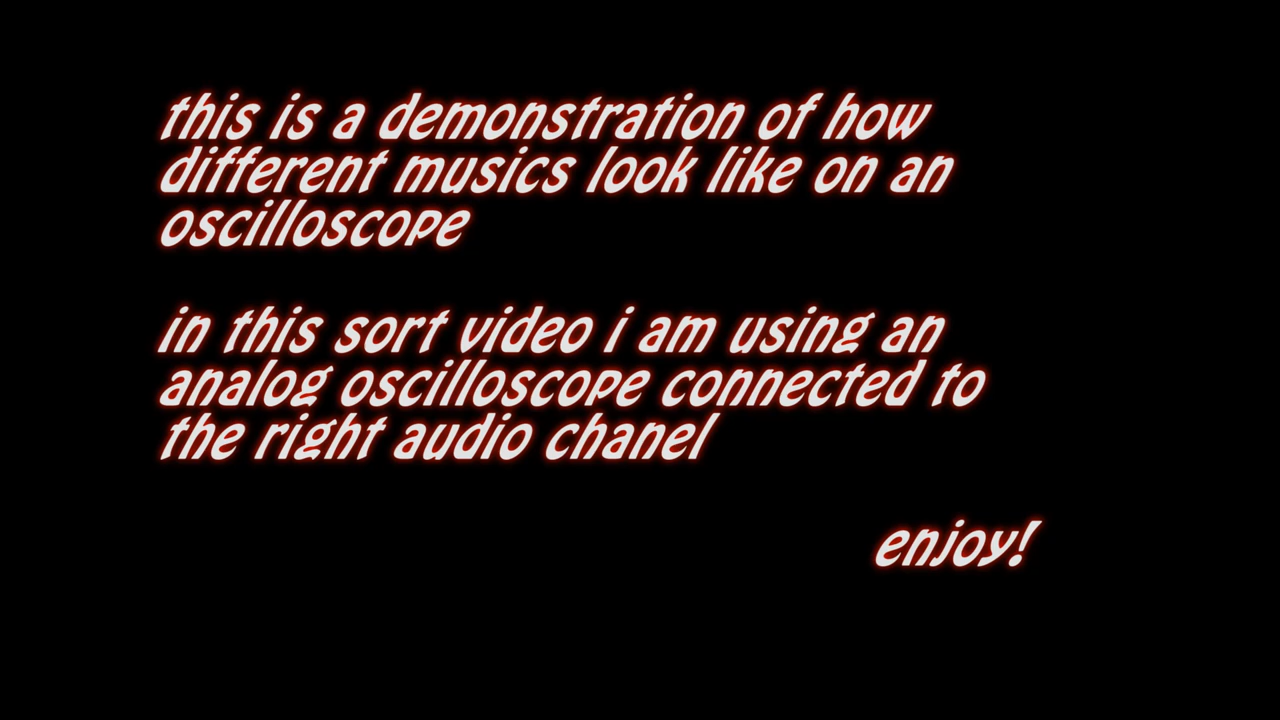 this is a demonstration of how
different musics look like on an
oscilloscope
in this sort video i am using an
analog oscilloscope connected to
the right audio chanel
enjoy!